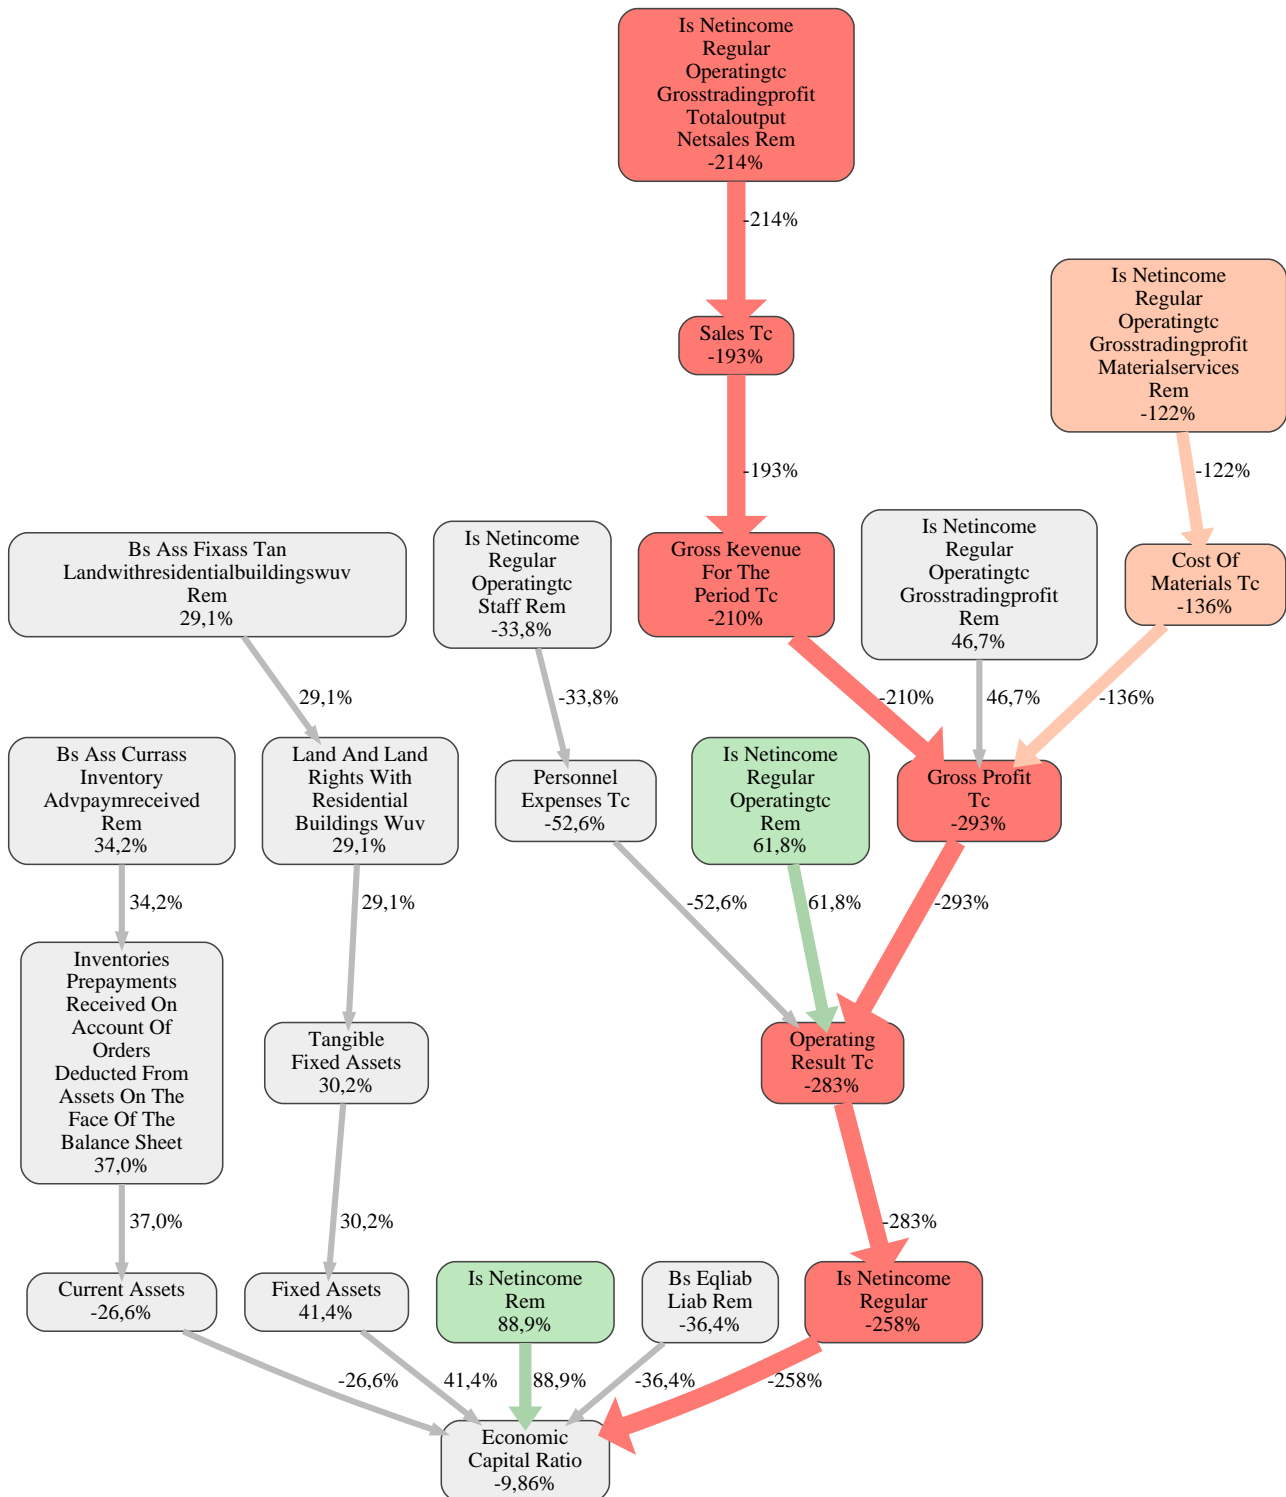 Is Netincome
Regular
Operatingtc
Grosstradingprofit
Totaloutput
Netsales Rem
-214%
-214%
Is Netincome
Regular
Operatingtc
Grosstradingprofit
Materialservices
Rem
-122%
Sales Tc
-193%
-193%
-122%
Bs Ass Fixass Tan
Landwithresidentialbuildingswuv
Rem
29,1%
Is Netincome
Regular
Operatingtc
Staff Rem
-33,8%
Gross Revenue
For The
Period Tc
-210%
Is Netincome
Regular
Operatingtc
Grosstradingprofit
Rem
46,7%
Cost Of
Materials Tc
-136%
29,1%
-33,8%
-210%
46,7%
-136%
Bs Ass Currass
Inventory
Advpaymreceived
Rem
34,2%
Land And Land
Rights With
Residential
Buildings Wuv
29,1%
Personnel
Expenses Tc
-52,6%
Is Netincome
Regular
Operatingtc
Rem
61,8%
Gross Profit
Tc
-293%
34,2%
29,1%
-52,6%
61,8%
-293%
Inventories
Prepayments
Received On
Account Of
Orders
Deducted From
Assets On The
Face Of The
Balance Sheet
37,0%
Tangible
Fixed Assets
30,2%
Operating
Result Tc
-283%
37,0%
30,2%
-283%
Current Assets
-26,6%
Fixed Assets
41,4%
Is Netincome
Rem
88,9%
Bs Eqliab
Liab Rem
-36,4%
Is Netincome
Regular
-258%
-26,6%
41,4%
88,9%
-36,4%
-258%
Economic
Capital Ratio
-9,86%